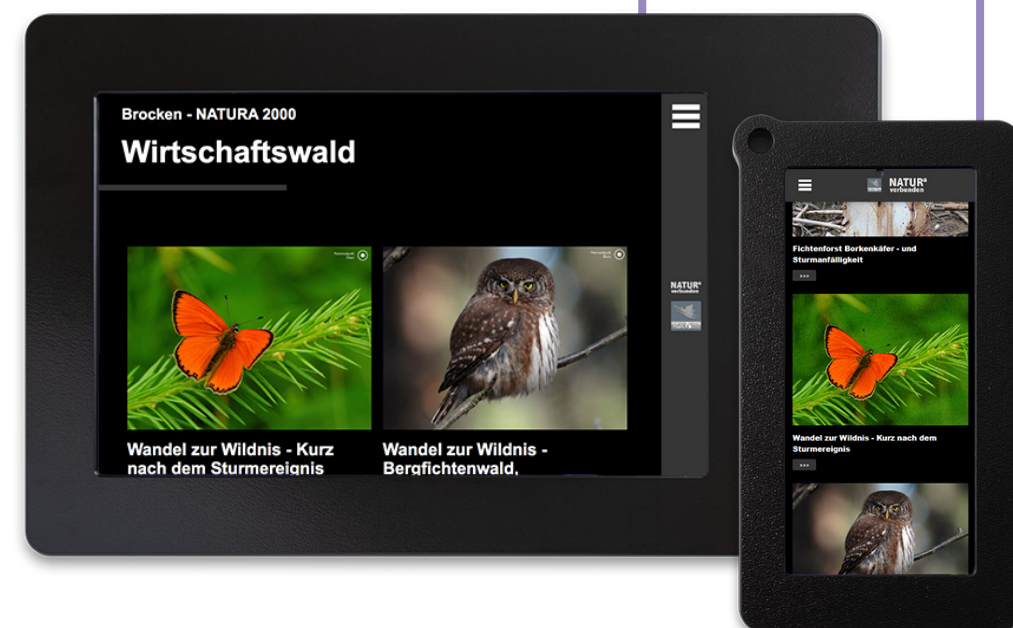 Brocken - NATURA 2000
Wirtschaftswald
NATUR
verbunden
Wandel zur Wildnis - Kurz
nach dem Sturmereignis
Wandel zur Wildnis -
Bergfichtenwald,
NATUR
verbunden
Fichtenforst Borkenkäfer - und
Sturmanfälligkeit
Wandel zur Wildnis - Kurz nach dem
Sturmereignis